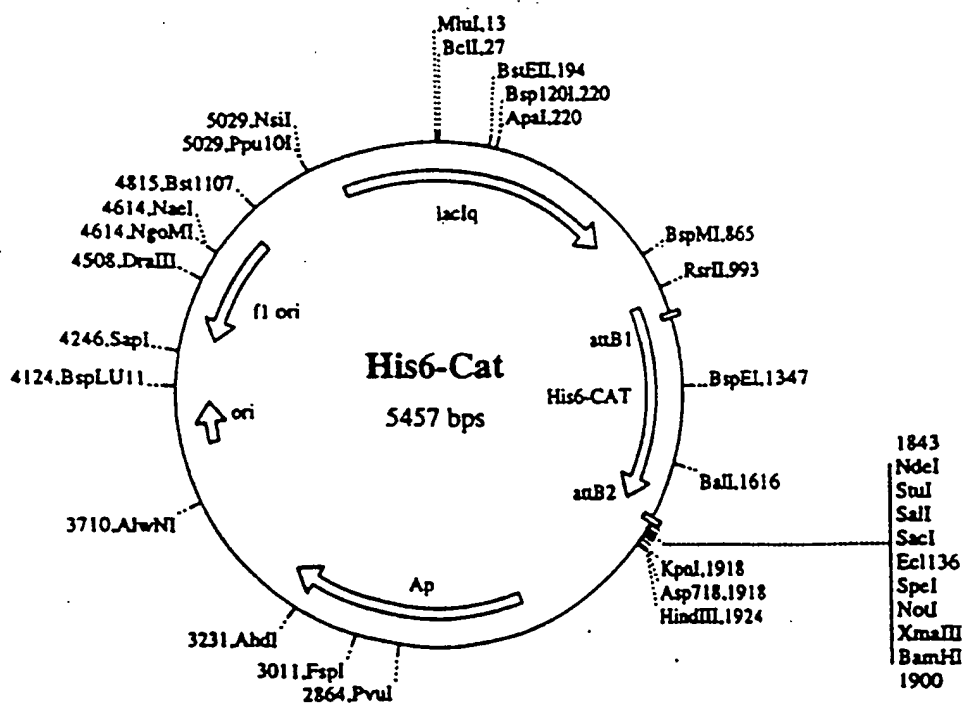 MluI,13
BclI,27
BstEII,194
Bsp120I,220
ApaI,220
5029,NsiI
5029,Ppu10I
4815,Bst1107
4614,NaeI
4614,NgoMI
4508,DraIII
4246,SapI
4124,BspLU11
3710,AlwNI
3231,AhdI
3011,FspI
2864,PvuI
lacIq
BspMI,865
RsrII,993
f1 ori
attB1
His6-Cat
5457 bps
His6-CAT
BspEI,1347
ori
attB2
BalI,1616
Ap
KpnI,1918
Asp718,1918
HindIII,1924
1843
NdeI
StuI
SalI
SacI
Ecl136
SpeI
NotI
XmaIII
BamHI
1900